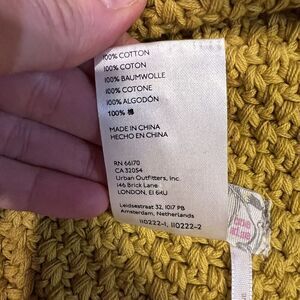 100% COTTON
100% COTON
100% BAUMWOLLE
100% COTONE
100% ALGODÓN
100% 棉
MADE IN CHINA
HECHO EN CHINA
RN 66170
CA 32054
Urban Outfitters, Inc.
146 Brick Lane
LONDON, E1 6QU
Leidsestraat 32, 1017 PB
Amsterdam, Netherlands
110222-1, 110222-2